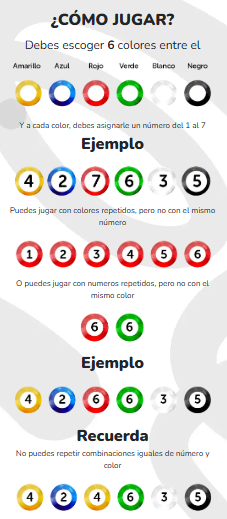 ¿CÓMO JUGAR?
Debes escoger 6 colores entre el
Amarillo Azul Rojo Verde Blanco Negro
Y a cada color, debes asignarle un número del 1 al 7
Ejemplo
4 2 7 6 3 5
Puedes jugar con colores repetidos, pero no con el mismo
número
1 2 3 4 5 6
O puedes jugar con numeros repetidos, pero no con el
mismo color
6 6
Ejemplo
4 2 6 6 3 5
Recuerda
No puedes repetir combinaciones iguales de número y
color
4 2 4 6 3 5